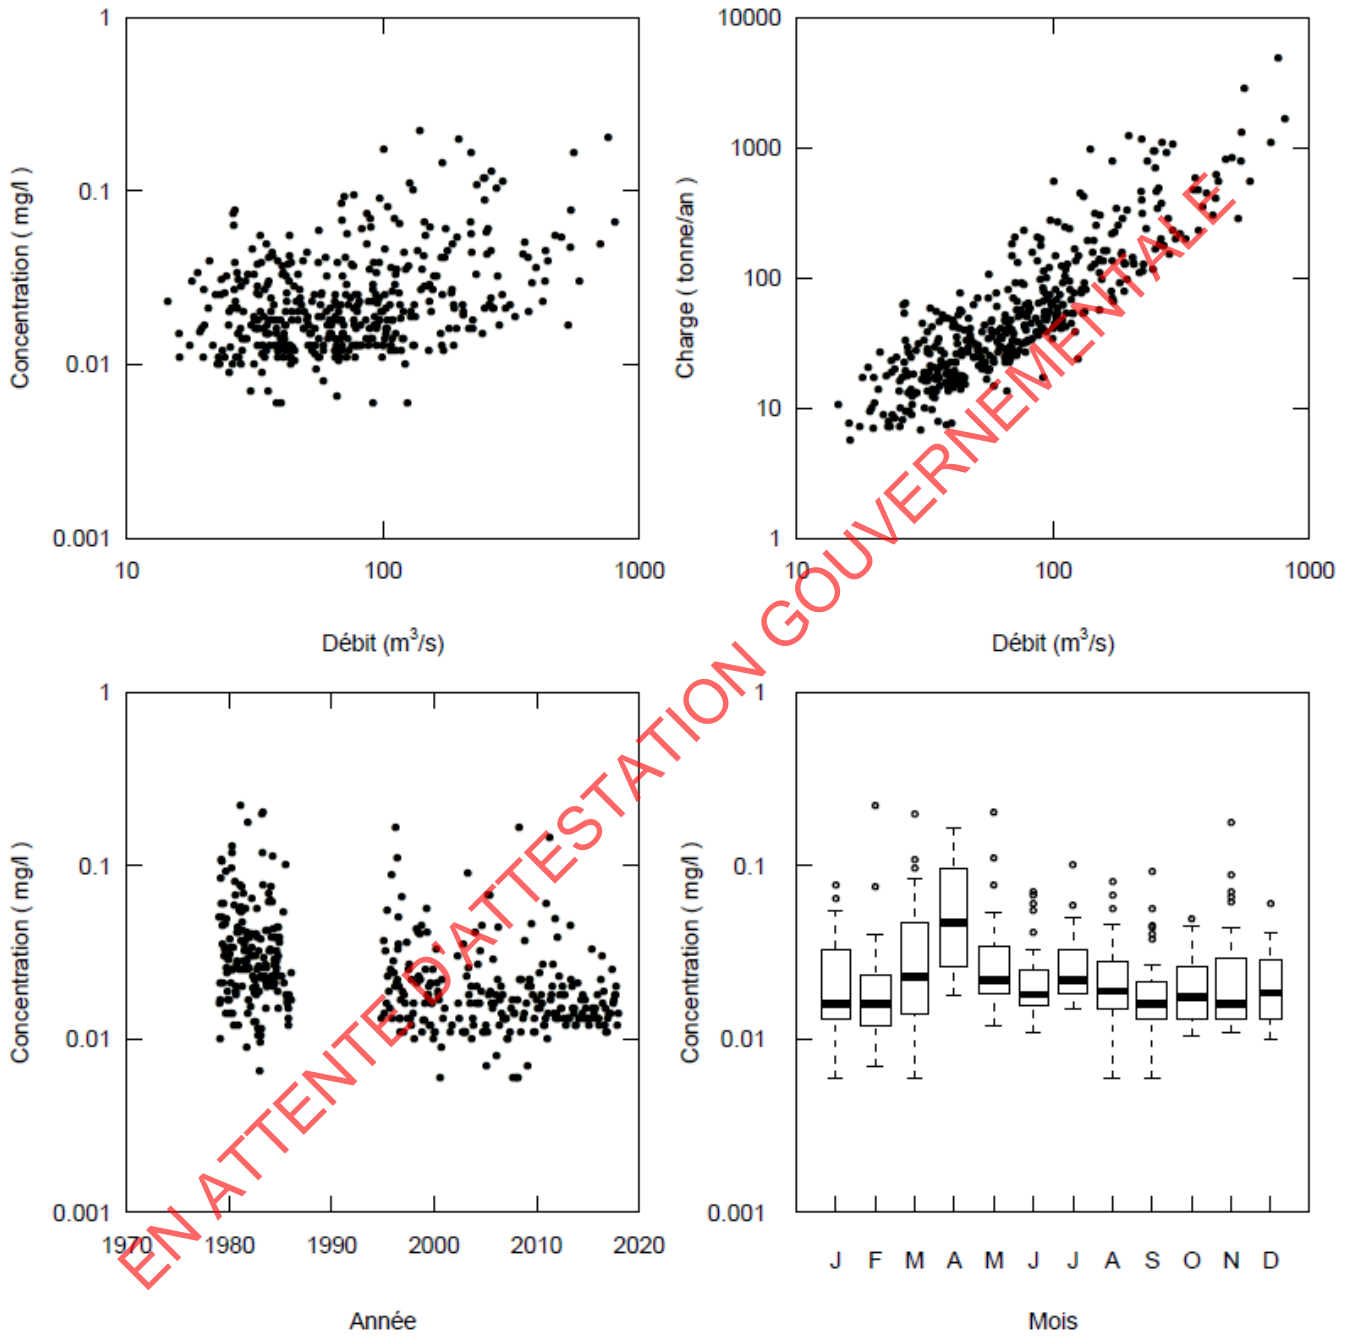 1
0.1
0.01
0.001
10
100
1000
Concentration ( mg/l )
Débit (m³/s)
10000
1000
100
10
1
10
100
1000
Charge ( tonne/an )
Débit (m³/s)
1
0.1
0.01
0.001
1970
1980
1990
2000
2010
2020
Concentration ( mg/l )
Année
1
0.1
0.01
0.001
J F M A M J J A S O N D
Concentration ( mg/l )
Mois
EN ATTENTE D'ATTESTATION GOUVERNEMENTALE